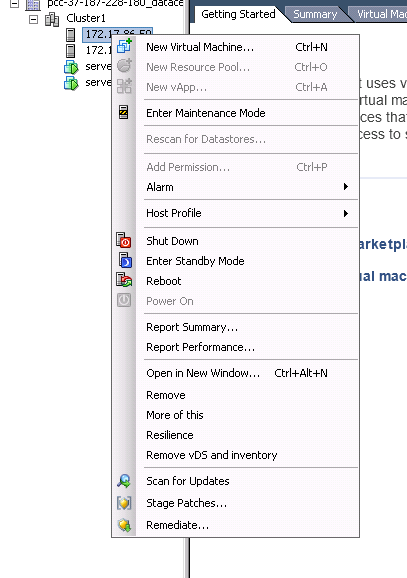 pcc-37-187-228-180_datace
Cluster1
172.17.86.59
172.1
serve
serve
Getting Started
Summary
Virtual Ma
New Virtual Machine... Ctrl+N
New Resource Pool... Ctrl+O
New vApp... Ctrl+A
Enter Maintenance Mode
Rescan for Datastores...
Add Permission... Ctrl+P
Alarm
Host Profile
Shut Down
Enter Standby Mode
Reboot
Power On
Report Summary...
Report Performance...
Open in New Window... Ctrl+Alt+N
Remove
More of this
Resilience
Remove vDS and inventory
Scan for Updates
Stage Patches...
Remediate...
t uses v
rtual ma
ces tha
cess to s
arketpla
ual mac